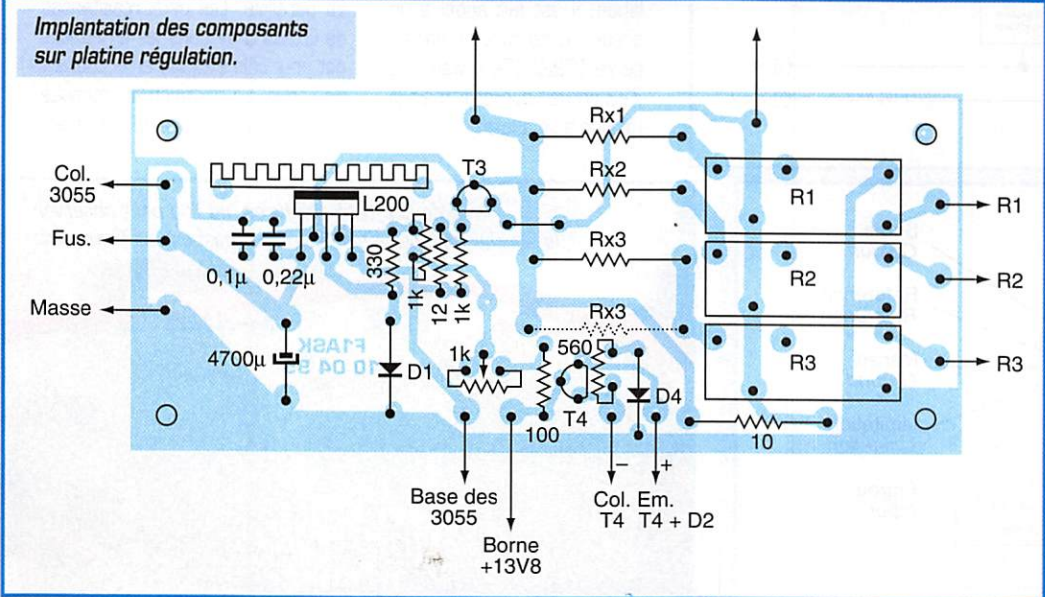 Implantation des composants
sur platine régulation.
Rx1
T3
Col.
3055
Rx2
R1
R1
L200
Fus.
0,1µ
0,22µ
330
1k
12
1k
Rx3
R2
R2
Masse
Rx3
4700µ
F1ASK
D1
1k
560
R3
R3
T4
D4
100
10
–
+
Base des
3055
Col.
T4
Em.
T4 + D2
Borne
+13V8